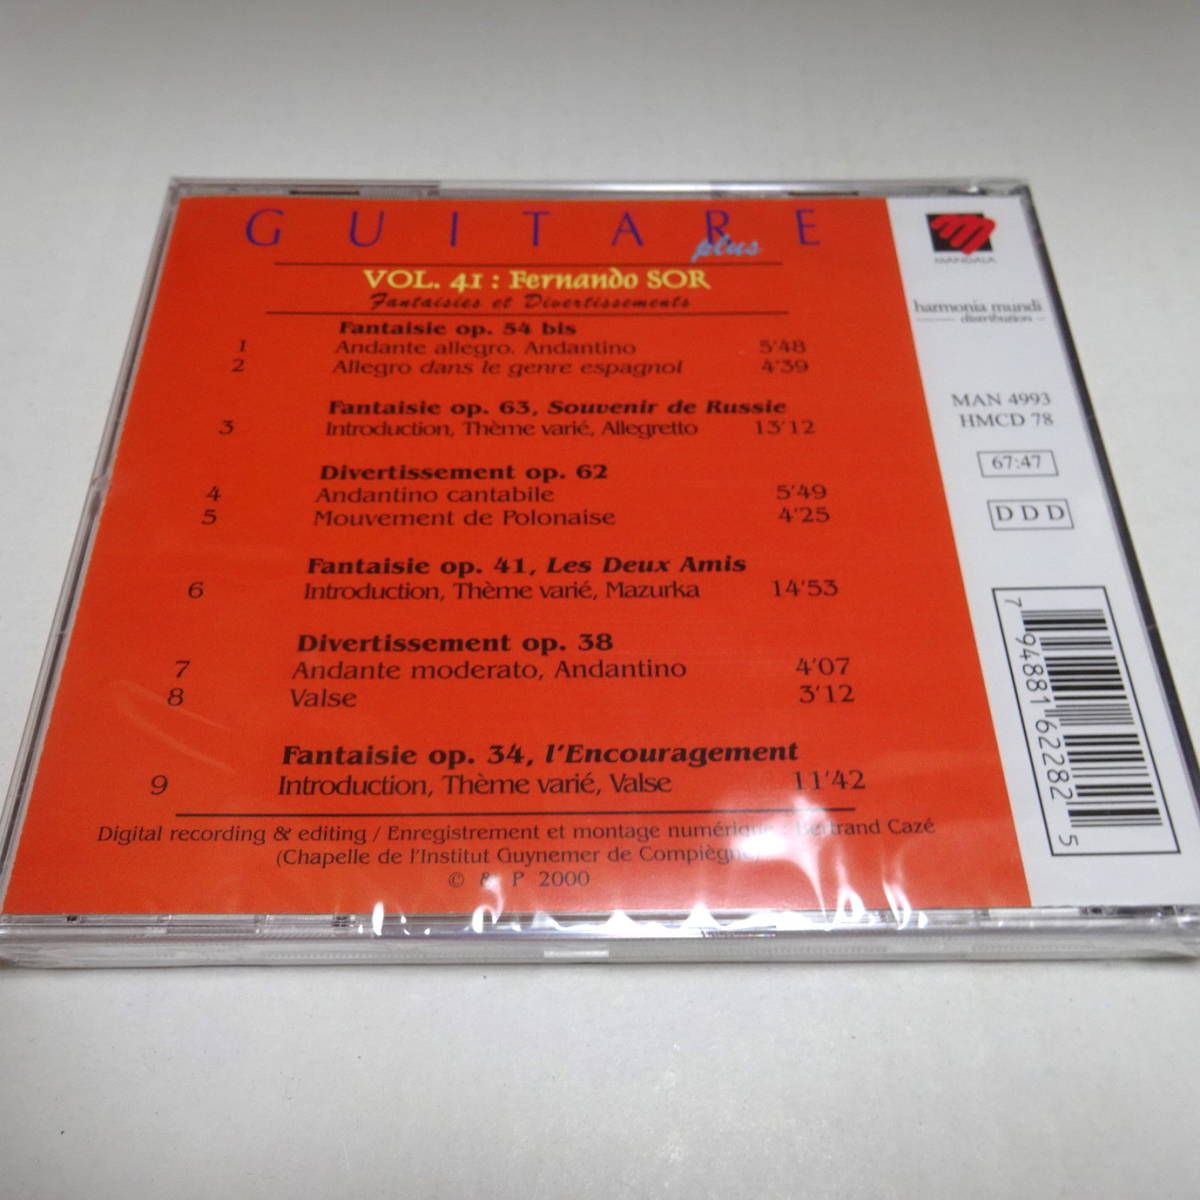 GUITARE
plus
VOL. 41 : Fernando SOR
Fantaisies et Divertissements
Fantaisie op. 54 bis
1 Andante allegro. Andantino 5'48
2 Allegro dans le genre espagnol 4'39
Fantaisie op. 63, Souvenir de Russie
3 Introduction, Thème varié, Allegretto 13'12
Divertissement op. 62
4 Andantino cantabile 5'49
5 Mouvement de Polonaise 4'25
Fantaisie op. 41, Les Deux Amis
6 Introduction, Thème varié, Mazurka 14'53
Divertissement op. 38
7 Andante moderato, Andantino 4'07
8 Valse 3'12
Fantaisie op. 34, l'Encouragement
9 Introduction, Thème varié, Valse 11'42
Digital recording & editing / Enregistrement et montage numérique Bertrand Cazé
(Chapelle de l'Institut Guynemer de Compiègne)
© & P 2000
MANDALA
harmonia mundi
distribution
MAN 4993
HMCD 78
67:47
DDD
7 94881 62282 5